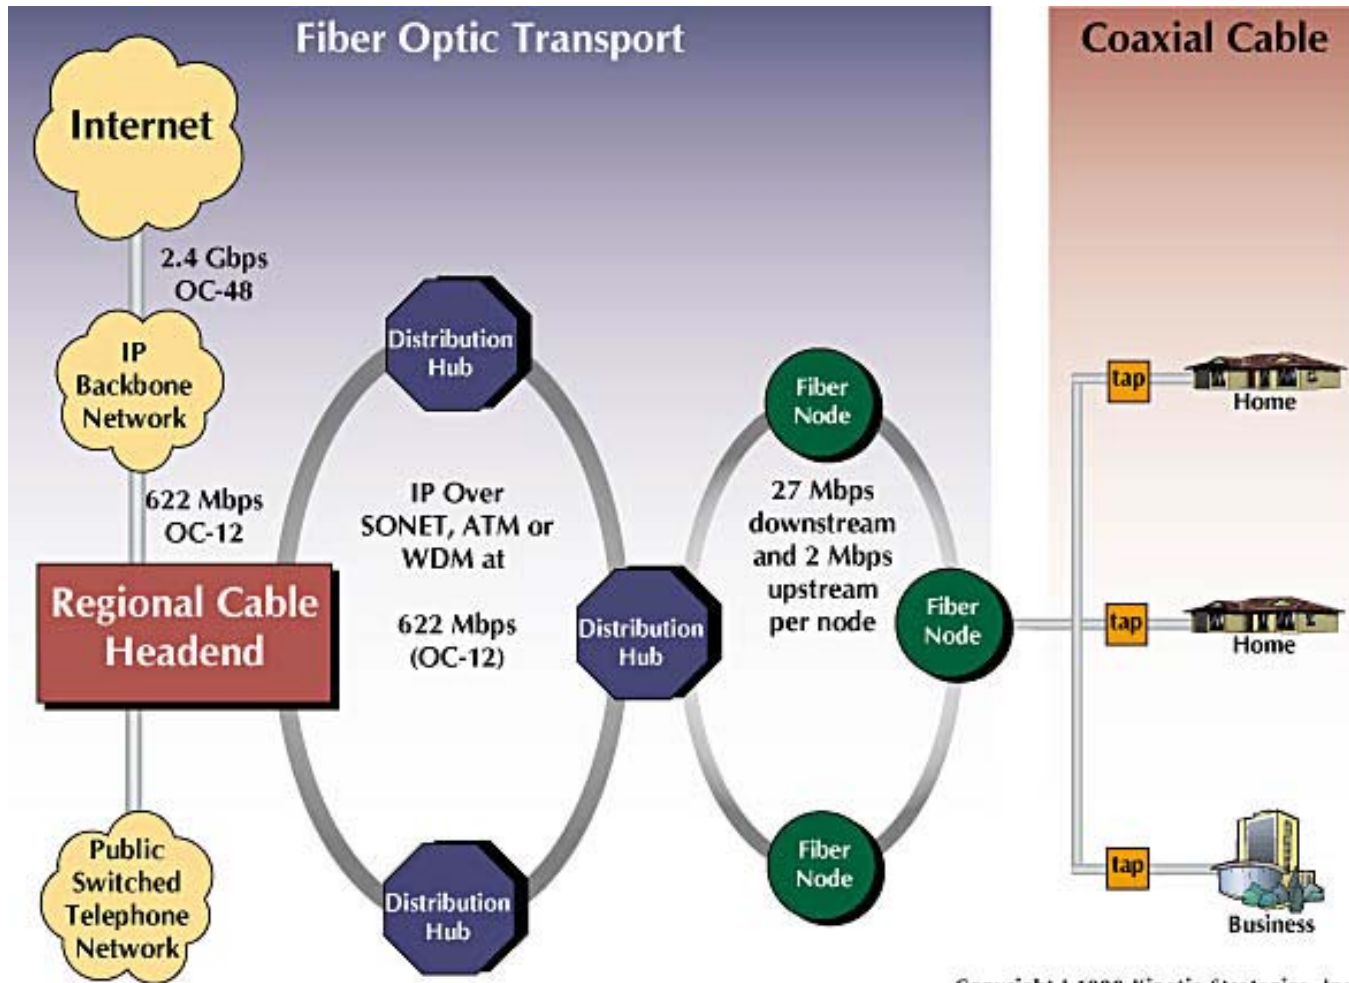 Fiber Optic Transport
Coaxial Cable
Internet
2.4 Gbps
OC-48
IP
Backbone
Network
622 Mbps
OC-12
Regional Cable
Headend
Public
Switched
Telephone
Network
Distribution
Hub
IP Over
SONET, ATM or
WDM at
622 Mbps
(OC-12)
Distribution
Hub
Distribution
Hub
Fiber
Node
27 Mbps
downstream
and 2 Mbps
upstream
per node
Fiber
Node
Fiber
Node
tap
Home
tap
Home
tap
Business